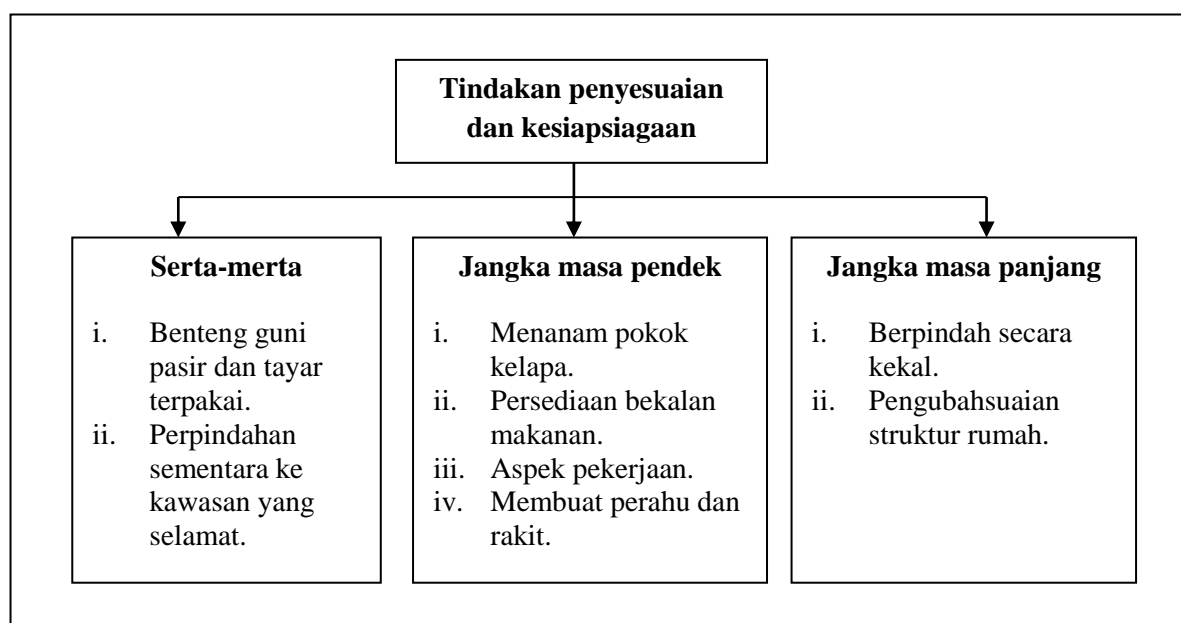 Tindakan penyesuaian
dan kesiapsiagaan
Serta-merta
i. Benteng guni
pasir dan tayar
terpakai.
ii. Perpindahan
sementara ke
kawasan yang
selamat.
Jangka masa pendek
i. Menanam pokok
kelapa.
ii. Persediaan bekalan
makanan.
iii. Aspek pekerjaan.
iv. Membuat perahu dan
rakit.
Jangka masa panjang
i. Berpindah secara
kekal.
ii. Pengubahsuaian
struktur rumah.